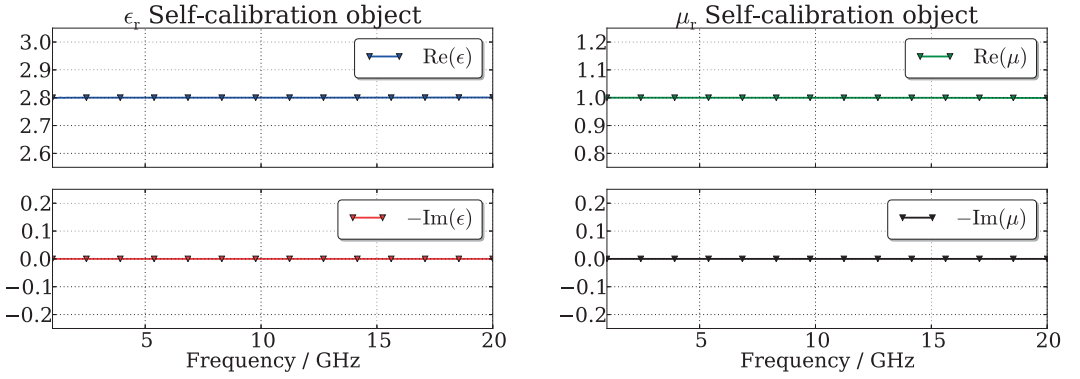 ϵr Self-calibration object
3.0
2.9
2.8
2.7
2.6
Re(ϵ)
0.2
0.1
0.0
−0.1
−0.2
−Im(ϵ)
5 10 15 20
Frequency / GHz
μr Self-calibration object
1.2
1.1
1.0
0.9
0.8
Re(μ)
0.2
0.1
0.0
−0.1
−0.2
−Im(μ)
5 10 15 20
Frequency / GHz